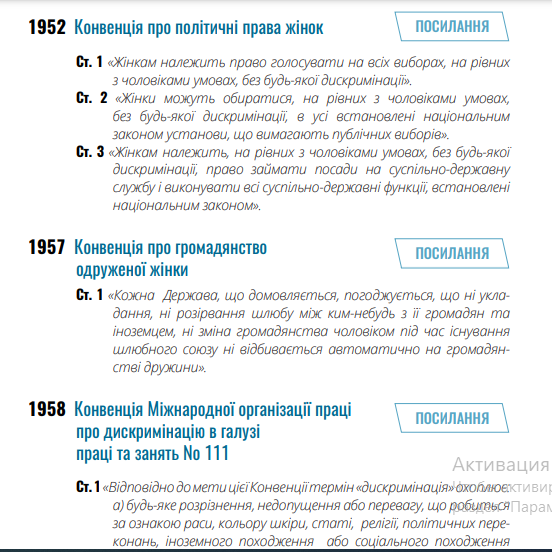 1952 Конвенція про політичні права жінок
ПОСИЛАННЯ
Ст. 1 «Жінкам належить право голосувати на всіх виборах, на рівних
з чоловіками умовах, без будь-якої дискримінації».
Ст. 2 «Жінки можуть обиратися, на рівних з чоловіками умовах,
без будь-якої дискримінації, в усі встановлені національним
законом установи, що вимагають публічних виборів».
Ст. 3 «Жінкам належить, на рівних з чоловіками умовах, без будь-якої
дискримінації, право займати посади на суспільно-державну
службу і виконувати всі суспільно-державні функції, встановлені
національним законом».
1957 Конвенція про громадянство
одруженої жінки
ПОСИЛАННЯ
Ст. 1 «Кожна Держава, що домовляється, погоджується, що ні укла-
дання, ні розірвання шлюбу між ким-небудь з її громадян та
іноземцем, ні зміна громадянства чоловіком під час існування
шлюбного союзу ні відбивається автоматично на громадян-
стві дружини».
1958 Конвенція Міжнародної організації праці
про дискримінацію в галузі
праці та занять No 111
ПОСИЛАННЯ
Ст. 1 «Відповідно до мети цієї Конвенції термін «дискримінація» охоплює:
а) будь-яке розрізнення, недопущення або перевагу, що робиться
за ознакою раси, кольору шкіри, статі, релігії, політичних пере-
конань, іноземного походження або соціального походження
Активация